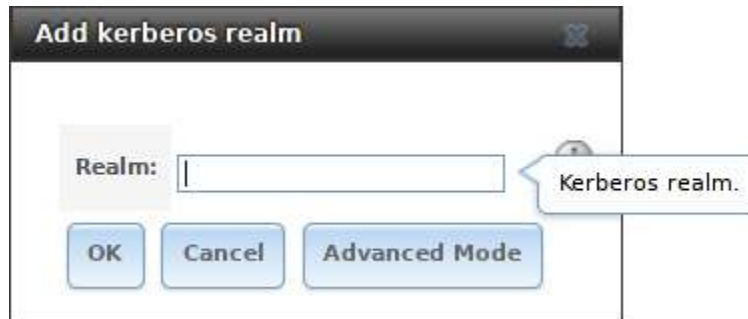 Add kerberos realm
Realm:
Kerberos realm.
OK Cancel Advanced Mode